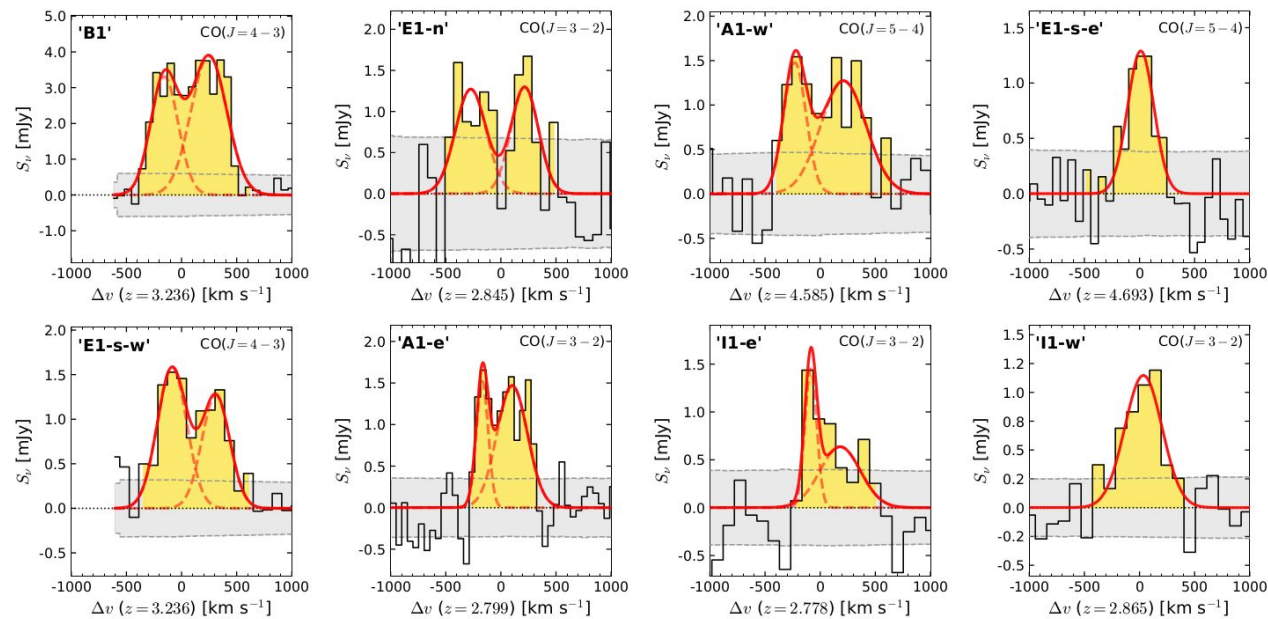 'B1' CO(J=4−3)
5.0
4.0
3.0
2.0
1.0
0.0
-1.0
Sν [mJy]
-1000 -500 0 500 1000
Δv (z=3.236) [km s⁻¹]
'E1-n' CO(J=3−2)
2.0
1.5
1.0
0.5
0.0
-0.5
Sν [mJy]
-1000 -500 0 500 1000
Δv (z=2.845) [km s⁻¹]
'A1-w' CO(J=5−4)
2.0
1.5
1.0
0.5
0.0
-0.5
Sν [mJy]
-1000 -500 0 500 1000
Δv (z=4.585) [km s⁻¹]
'E1-s-e' CO(J=5−4)
1.5
1.0
0.5
0.0
-0.5
Sν [mJy]
-1000 -500 0 500 1000
Δv (z=4.693) [km s⁻¹]
'E1-s-w' CO(J=4−3)
2.0
1.5
1.0
0.5
0.0
-0.5
Sν [mJy]
-1000 -500 0 500 1000
Δv (z=3.236) [km s⁻¹]
'A1-e' CO(J=3−2)
2.0
1.5
1.0
0.5
0.0
-0.5
Sν [mJy]
-1000 -500 0 500 1000
Δv (z=2.799) [km s⁻¹]
'I1-e' CO(J=3−2)
1.5
1.0
0.5
0.0
-0.5
Sν [mJy]
-1000 -500 0 500 1000
Δv (z=2.778) [km s⁻¹]
'I1-w' CO(J=3−2)
1.5
1.2
1.0
0.8
0.5
0.2
0.0
-0.2
-0.5
Sν [mJy]
-1000 -500 0 500 1000
Δv (z=2.865) [km s⁻¹]